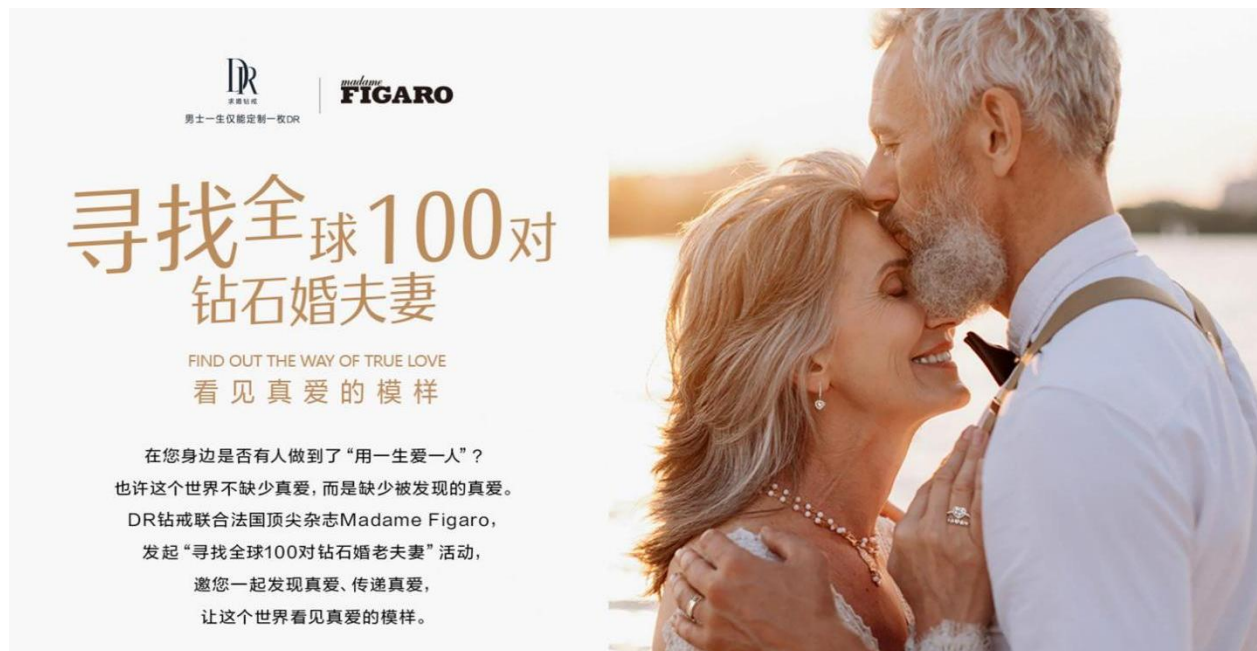 DR
求婚钻戒
男士一生仅能定制一枚DR
madame
FIGARO
寻找全球100对
钻石婚夫妻
FIND OUT THE WAY OF TRUE LOVE
看见真爱的模样
在您身边是否有人做到了“用一生爱一人”？
也许这个世界不缺少真爱，而是缺少被发现的真爱。
DR钻戒联合法国顶尖杂志Madame Figaro，
发起“寻找全球100对钻石婚老夫妻”活动，
邀您一起发现真爱、传递真爱，
让这个世界看见真爱的模样。